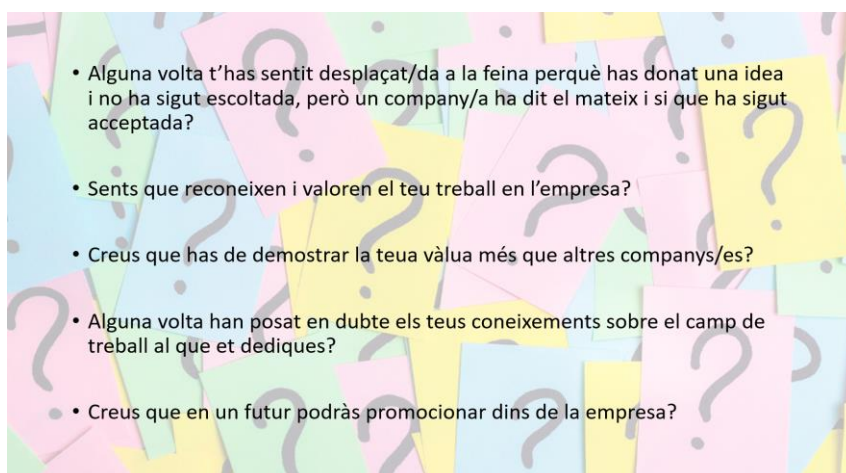 • Alguna volta t'has sentit desplaçat/da a la feina perquè has donat una idea
i no ha sigut escoltada, però un company/a ha dit el mateix i si que ha sigut
acceptada?
• Sents que reconeixen i valoren el teu treball en l'empresa?
• Creus que has de demostrar la teua vàlua més que altres companys/es?
• Alguna volta han posat en dubte els teus coneixements sobre el camp de
treball al que et dediques?
• Creus que en un futur podràs promocionar dins de la empresa?